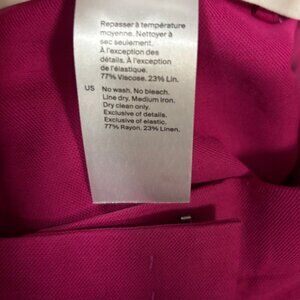 Repasser à température
moyenne. Nettoyer à
sec seulement.
À l'exception des
détails. À l'exception
de l'élastique.
77% Viscose. 23% Lin.
US No wash. No bleach.
Line dry. Medium Iron.
Dry clean only.
Exclusive of details.
Exclusive of elastic.
77% Rayon. 23% Linen.